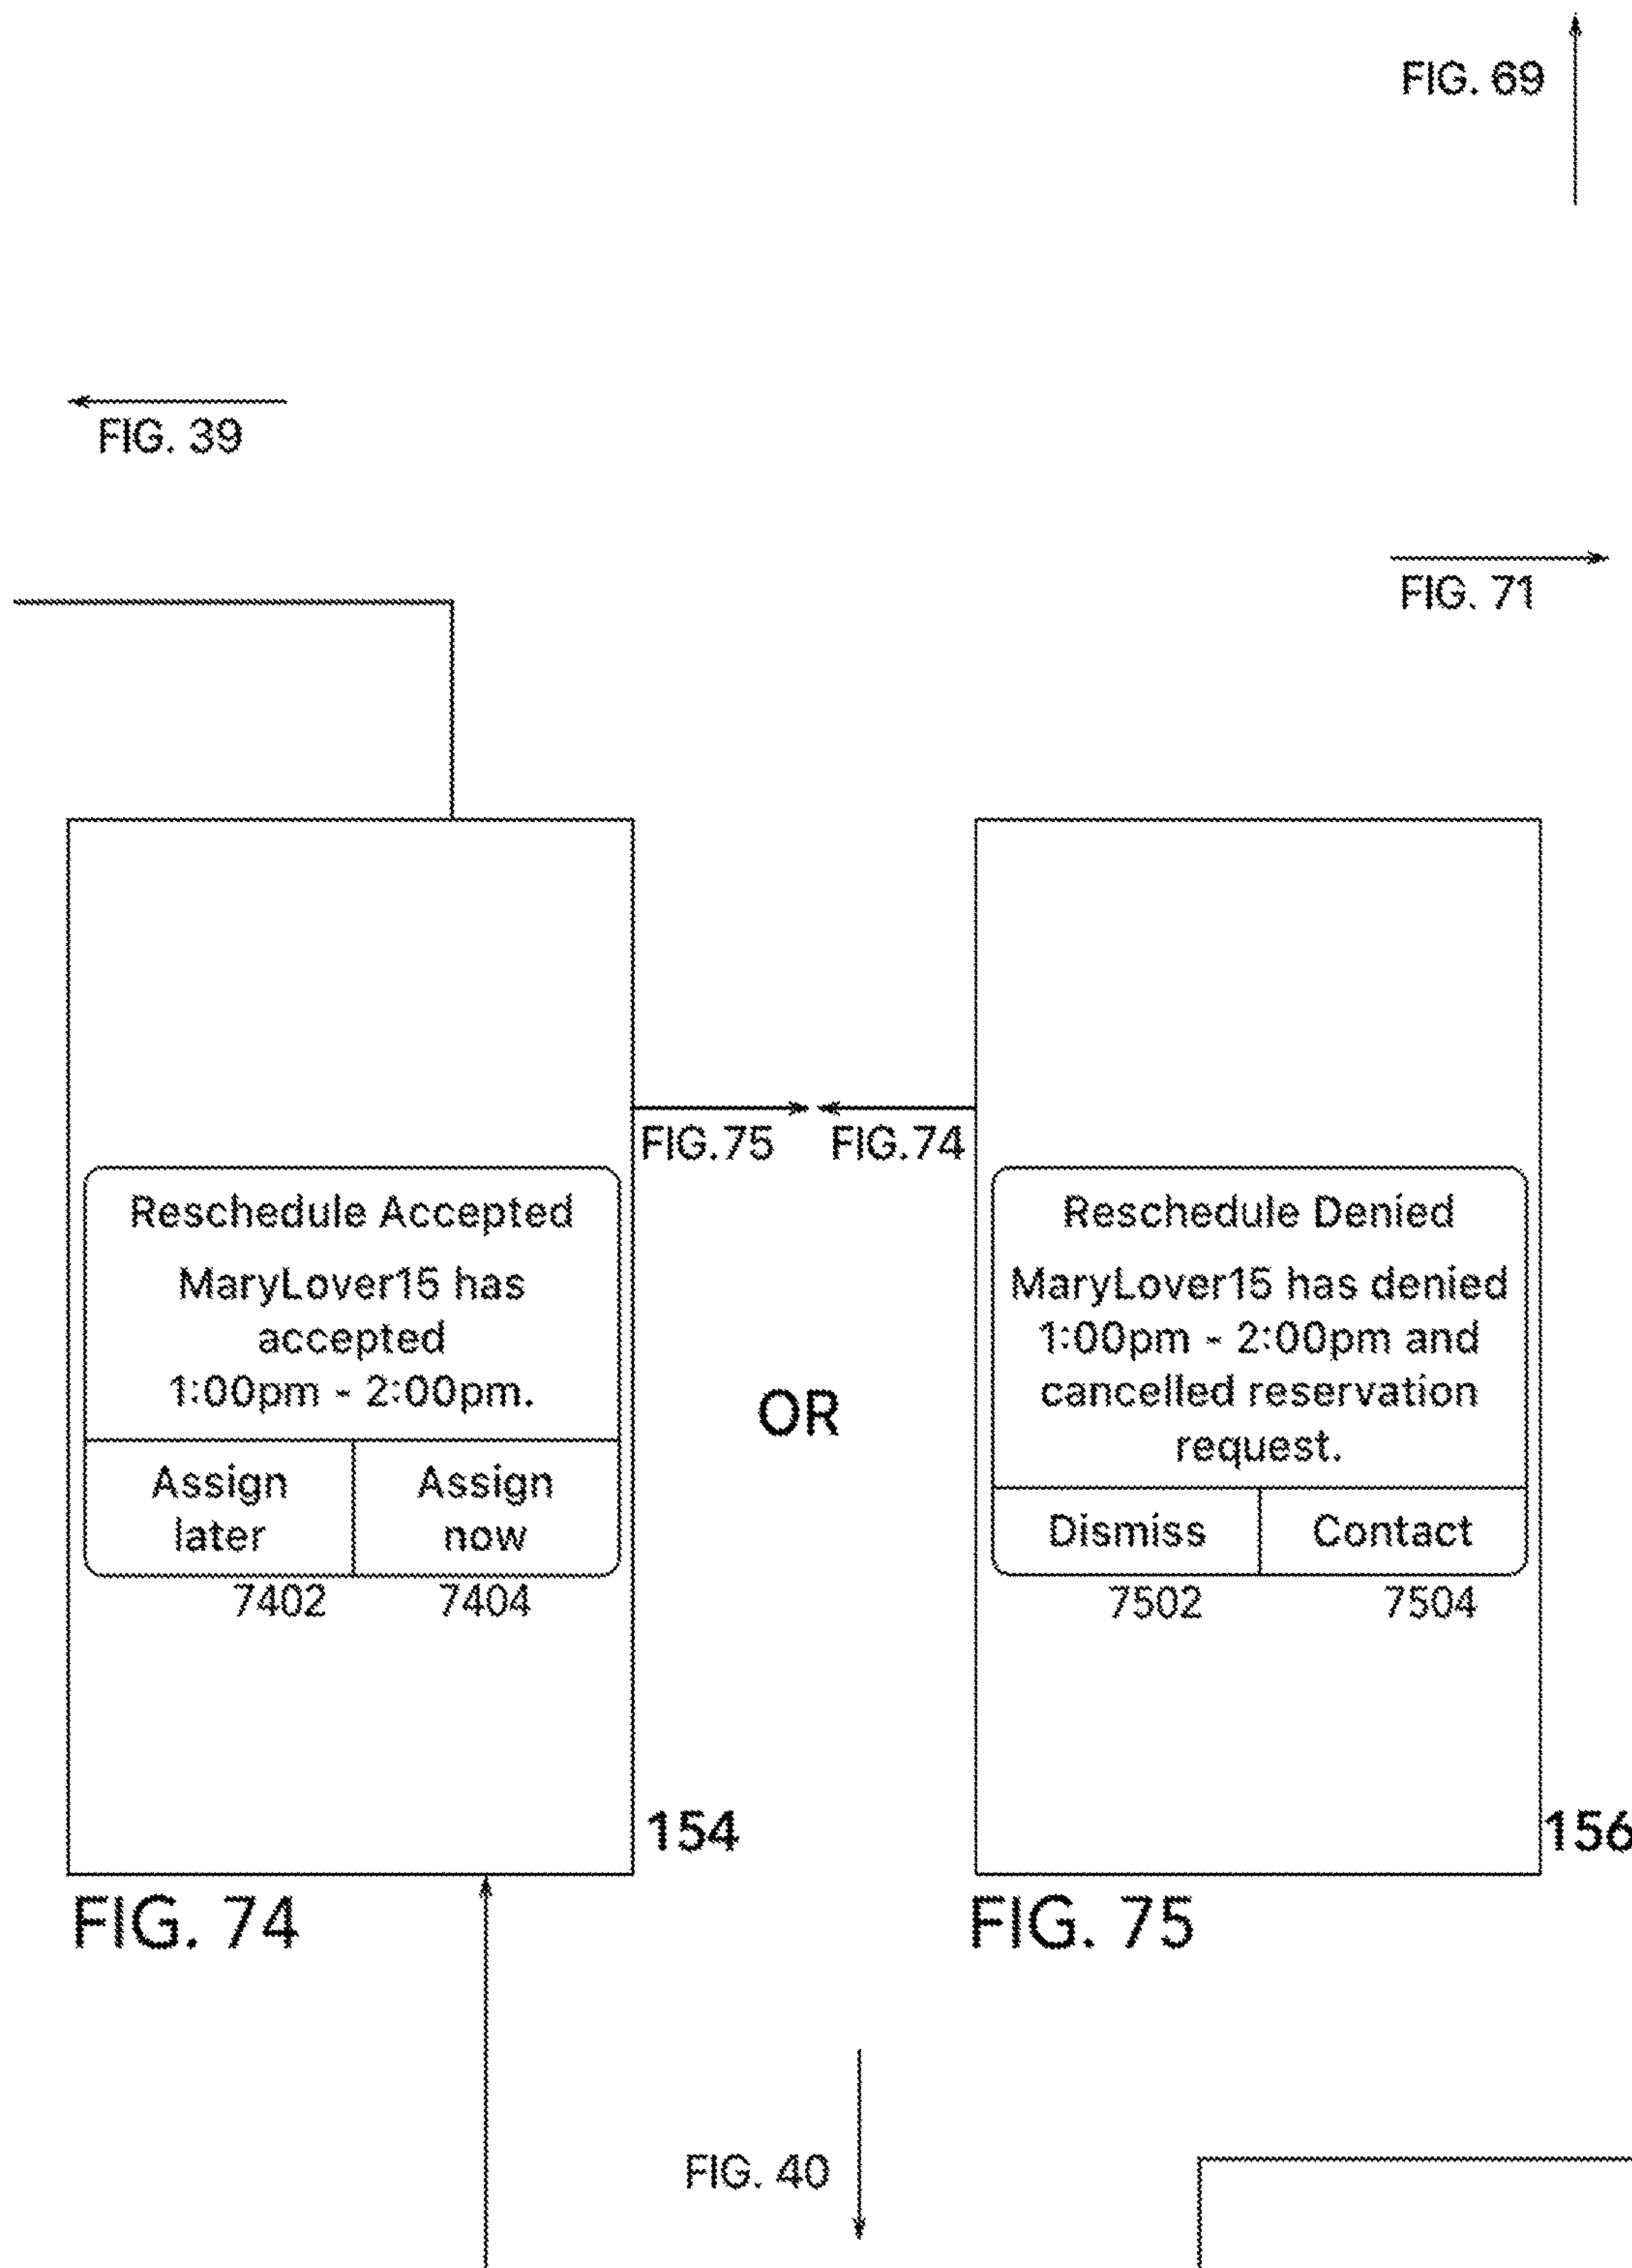 FIG. 69
FIG. 39
FIG. 71
FIG.75
FIG.74
Reschedule Accepted
MaryLover15 has
accepted
1:00pm - 2:00pm.
Assign
later
Assign
now
7402
7404
154
FIG. 74
OR
Reschedule Denied
MaryLover15 has denied
1:00pm - 2:00pm and
cancelled reservation
request.
Dismiss
Contact
7502
7504
156
FIG. 75
FIG. 40